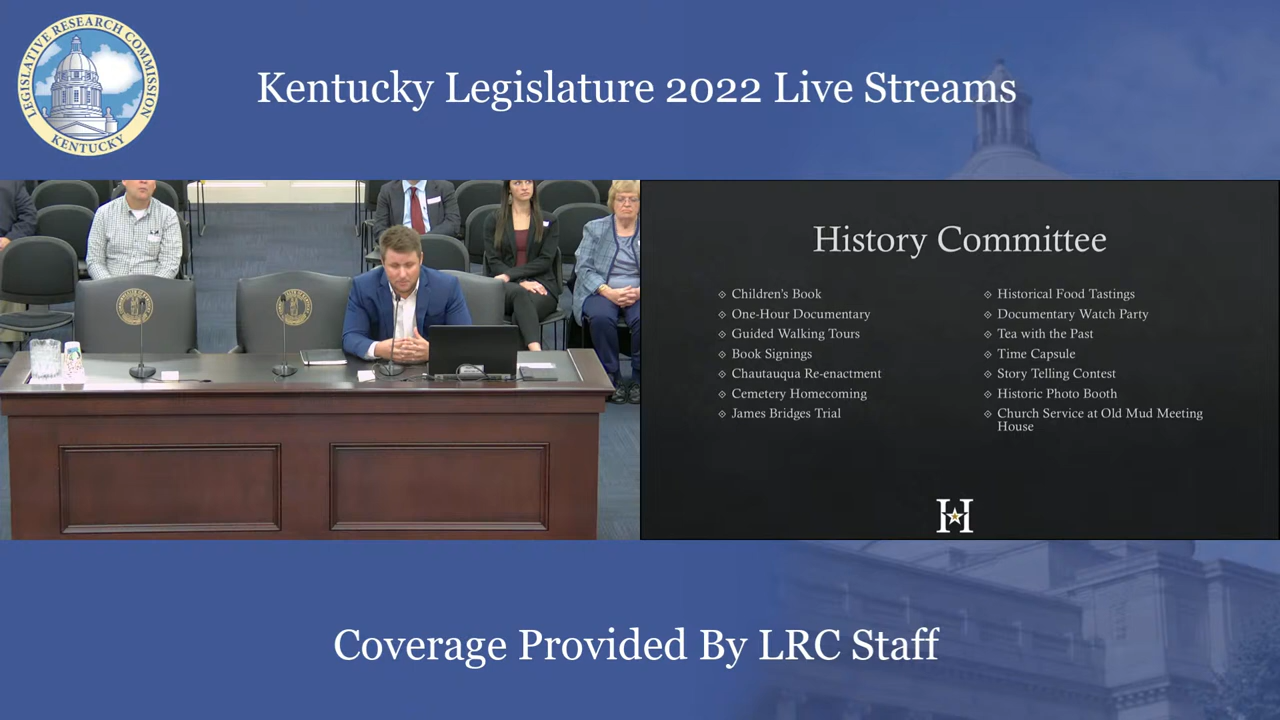 LEGISLATIVE RESEARCH COMMISSION
KENTUCKY
Kentucky Legislature 2022 Live Streams
History Committee
Children's Book
One-Hour Documentary
Guided Walking Tours
Book Signings
Chautauqua Re-enactment
Cemetery Homecoming
James Bridges Trial
Historical Food Tastings
Documentary Watch Party
Tea with the Past
Time Capsule
Story Telling Contest
Historic Photo Booth
Church Service at Old Mud Meeting
House
H
Coverage Provided By LRC Staff